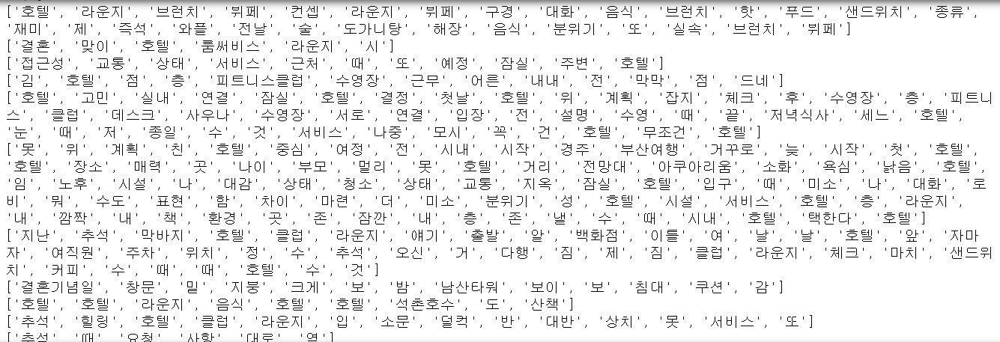 ['호텔', '라운지', '브런치', '뷔페', '컨셉', '라운지', '뷔페', '구경', '대화', '음식', '브런치', '핫', '푸드', '샌드위치', '종류',
'재미', '제', '즉석', '와플', '전날', '술', '도가니탕', '해장', '음식', '분위기', '또', '실속', '브런치', '뷔페']
['결혼', '맞이', '호텔', '룸써비스', '라운지', '시']
['접근성', '교통', '상태', '서비스', '근처', '때', '또', '예정', '잠실', '주변', '호텔']
['김', '호텔', '점', '층', '피트니스클럽', '수영장', '근무', '어른', '내내', '전', '막막', '점', '드네']
['호텔', '고민', '실내', '연결', '잠실', '호텔', '결정', '첫날', '호텔', '위', '계획', '잡지', '체크', '후', '수영장', '층', '피트니
스', '클럽', '데스크', '사우나', '수영장', '서로', '연결', '입장', '전', '설명', '수영', '때', '끝', '저녁식사', '세느', '호텔',
'눈', '때', '저', '종일', '수', '것', '서비스', '나중', '모시', '꼭', '건', '호텔', '무조건', '호텔']
['못', '위', '계획', '친', '호텔', '중심', '여정', '전', '시내', '시작', '경주', '부산여행', '거꾸로', '늦', '시작', '첫', '호텔',
'호텔', '장소', '매력', '곳', '나이', '부모', '멀리', '못', '호텔', '거리', '전망대', '아쿠아리움', '소화', '욕심', '낡음', '호텔',
'임', '노후', '시설', '나', '대감', '상태', '청소', '상태', '교통', '지옥', '잠실', '호텔', '입구', '때', '미소', '나', '대화', '로
비', '뭐', '수도', '표현', '함', '차이', '마련', '더', '미소', '분위기', '성', '호텔', '시설', '서비스', '호텔', '층', '라운지',
'내', '깜짝', '내', '책', '환경', '곳', '존', '잠깐', '내', '층', '존', '낼', '수', '때', '시내', '호텔', '택한다', '호텔']
['지난', '추석', '막바지', '호텔', '클럽', '라운지', '얘기', '출발', '알', '백화점', '이틀', '여', '날', '날', '호텔', '앞', '자마
자', '여직원', '주차', '위치', '정', '수', '추석', '오신', '거', '다행', '짐', '제', '짐', '클럽', '라운지', '체크', '마치', '샌드위
치', '커피', '수', '때', '때', '호텔', '수', '것']
['결혼기념일', '창문', '밑', '지붕', '크게', '보', '밤', '남산타워', '보이', '보', '침대', '쿠션', '감']
['호텔', '호텔', '라운지', '음식', '호텔', '호텔', '석촌호수', '도', '산책']
['추석', '힐링', '호텔', '클럽', '라운지', '입', '소문', '덜컥', '반', '대반', '상치', '못', '서비스', '또']
['추석', '때', '요청', '사항', '대로', '역']